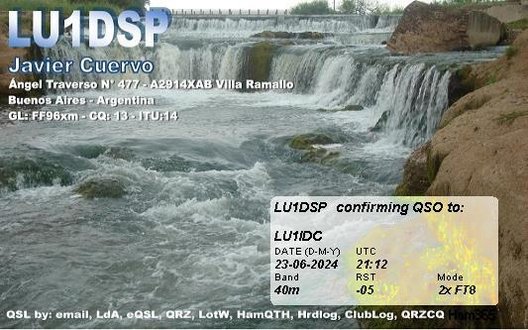 LU1DSP
Javier Cuervo
Ángel Traverso N° 477 - A2914XAB Villa Ramallo
Buenos Aires - Argentina
GL: FF96xm - CQ: 13 - ITU:14
LU1DSP confirming QSO to:
LU1IDC
DATE (D-M-Y) UTC
23-06-2024 21:12
Band RST Mode
40m -05 2x FT8
QSL by: email, LdA, eQSL, QRZ, LotW, HamQTH, Hrdlog, ClubLog, QRZCQ Ham365